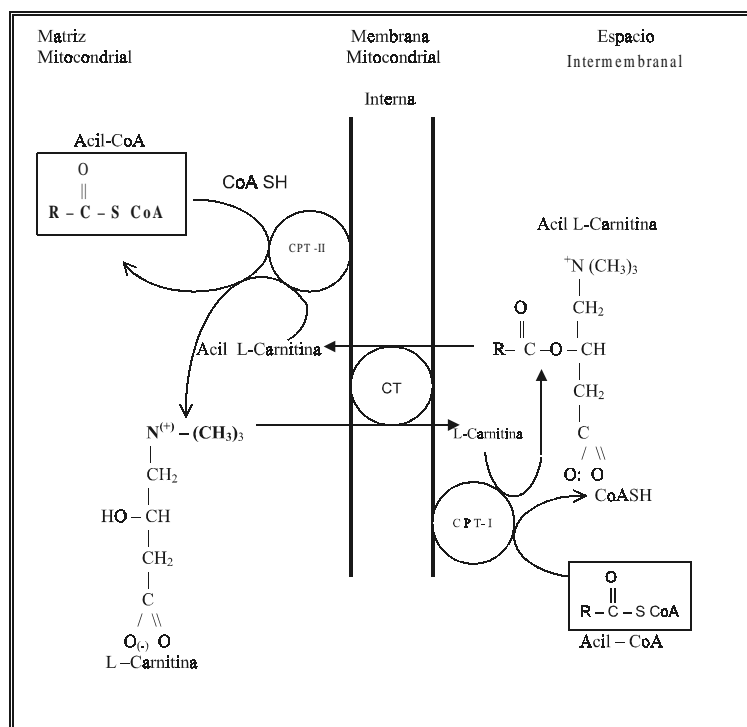 Matriz
Mitocondrial
Membrana
Mitocondrial
Interna
Espacio
Intermembranal
Acil-CoA
O
||
R – C – S CoA
CoA SH
CPT -II
Acil L-Carnitina
Acil L-Carnitina
⁺N (CH₃)₃
CH₂
O
||
R– C –O– CH
CH₂
C
O: O
CT
N⁽⁺⁾ – (CH₃)₃
CH₂
HO– CH
CH₂
C
O(-) O
L –Carnitina
L-Carnitina
CPT-I
CoASH
O
||
R – C – S CoA
Acil – CoA